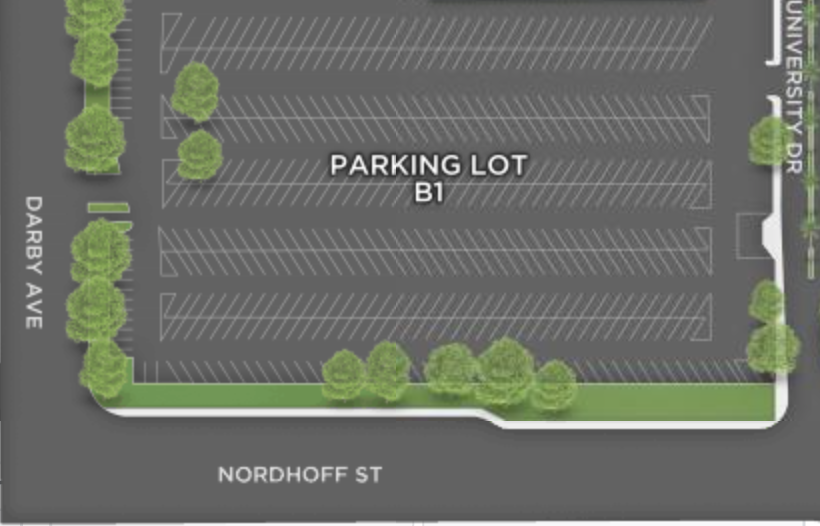 UNIVERSITY DR
PARKING LOT
B1
DARBY AVE
NORDHOFF ST